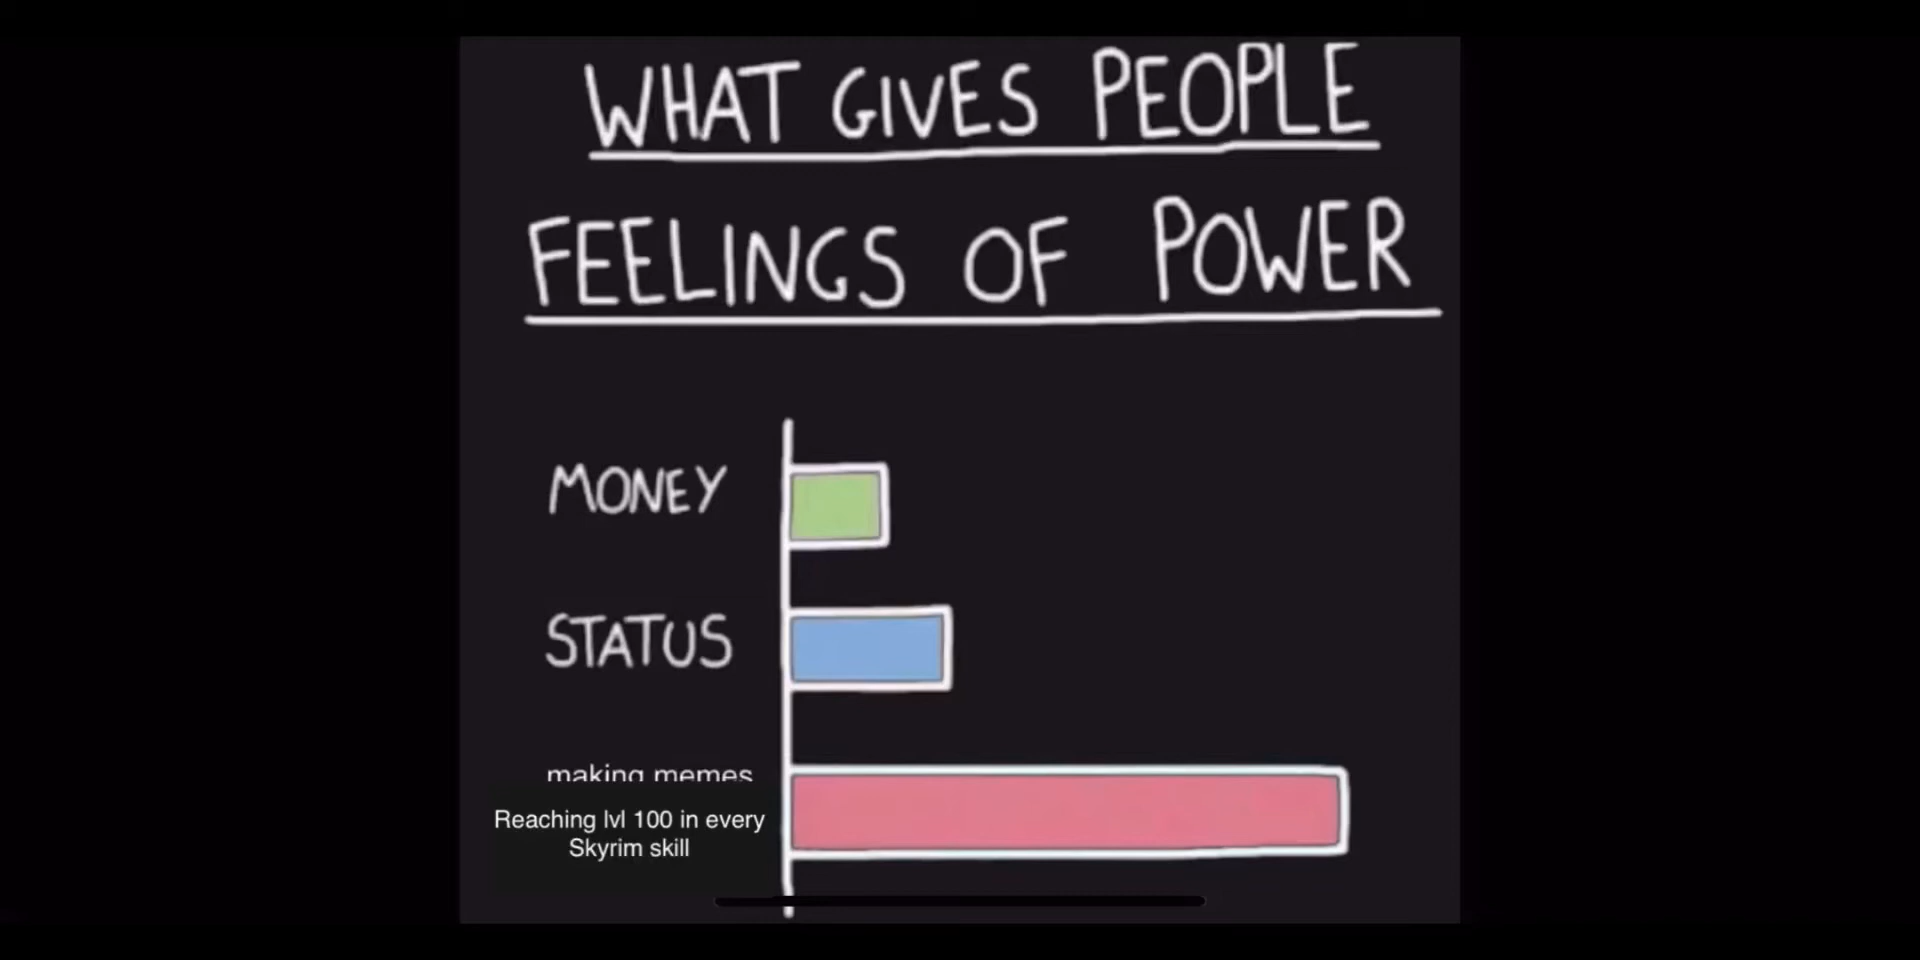 WHAT GIVES PEOPLE
FEELINGS OF POWER
MONEY
STATUS
making memes
Reaching lvl 100 in every
Skyrim skill